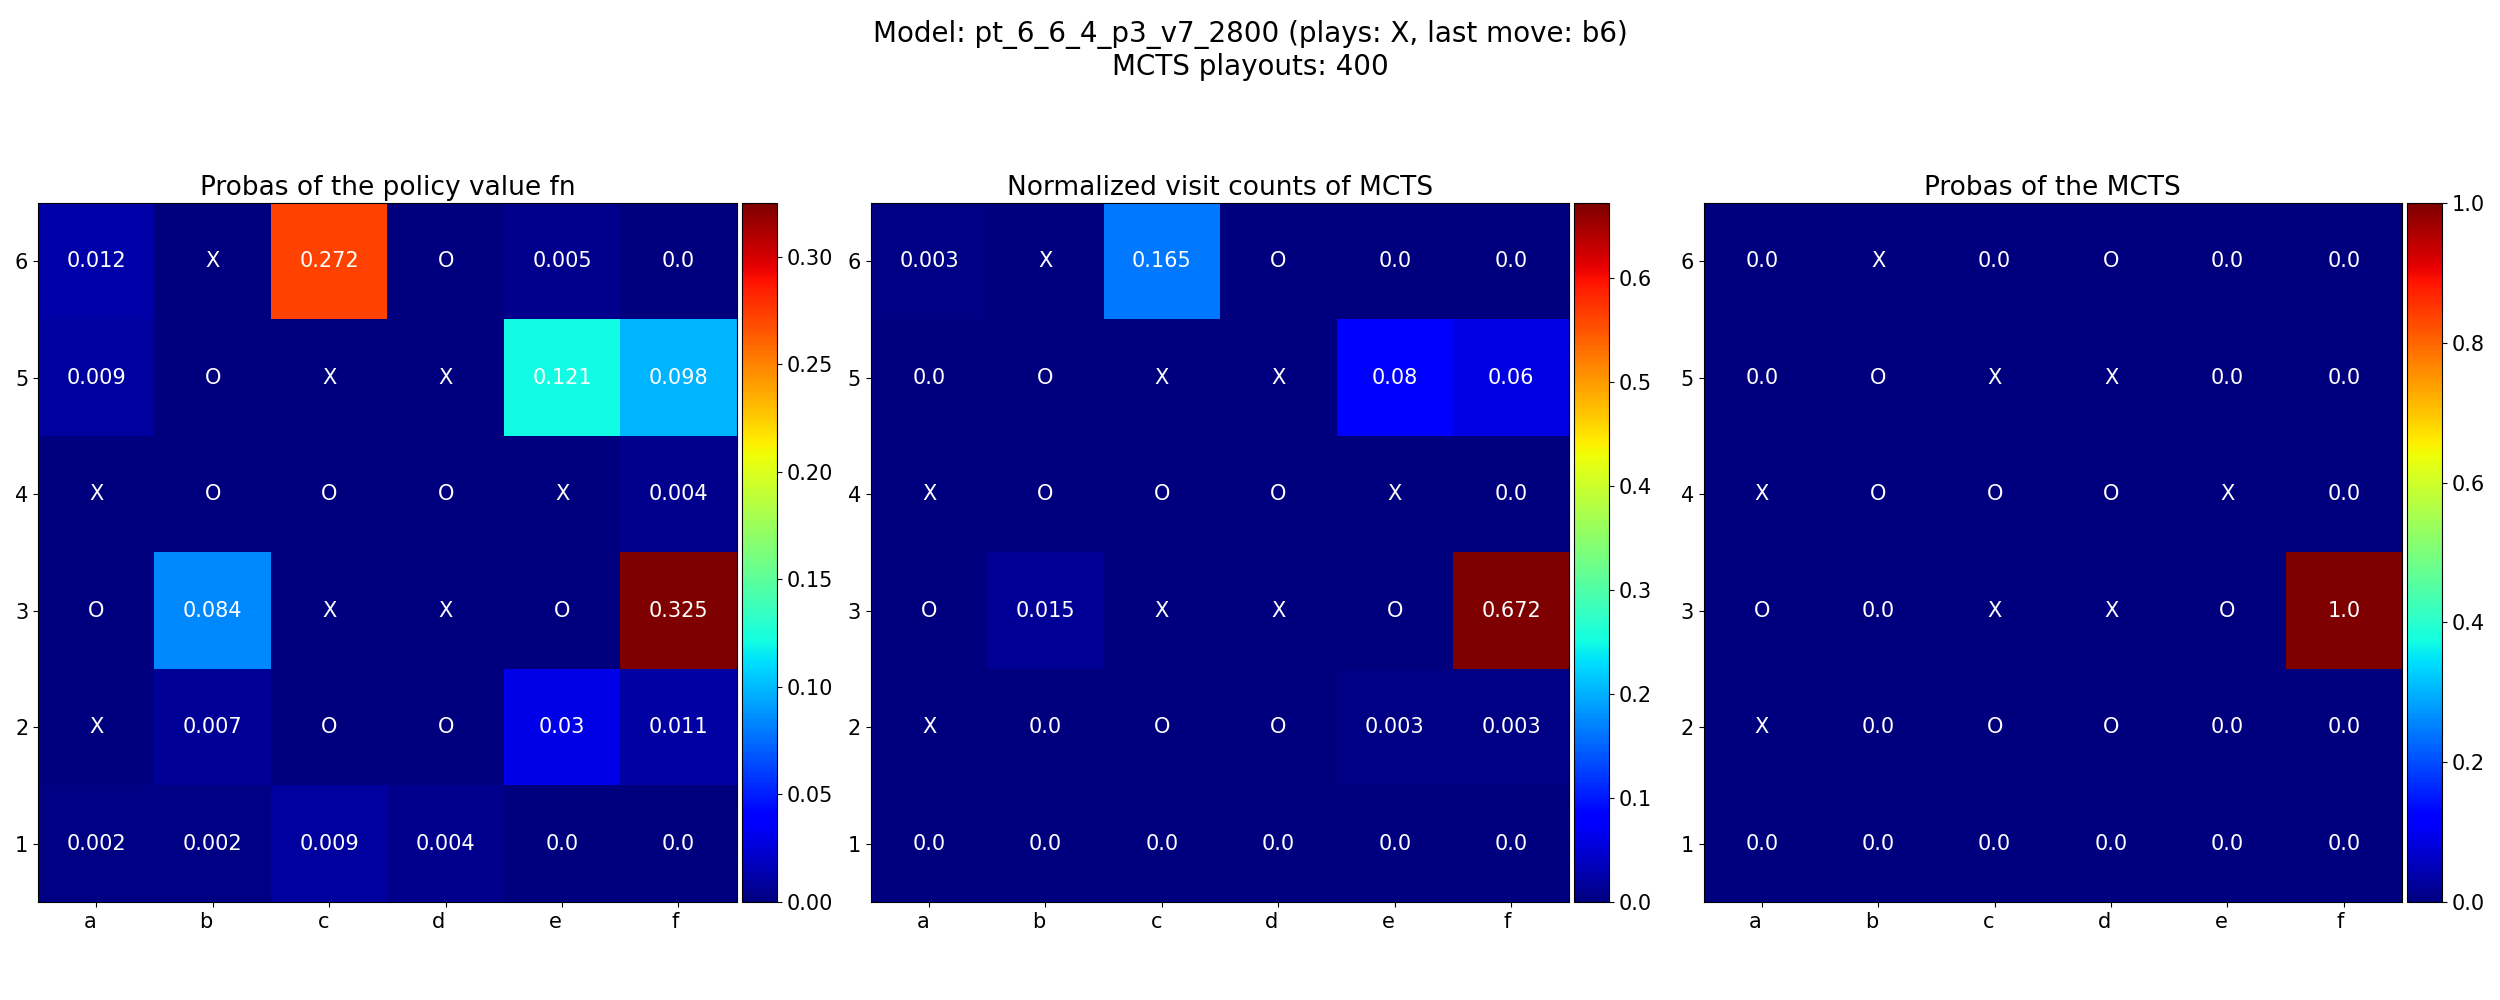 Model: pt_6_6_4_p3_v7_2800 (plays: X, last move: b6)
MCTS playouts: 400
Probas of the policy value fn
6 0.012 X 0.272 O 0.005 0.0
5 0.009 O X X 0.121 0.098
4 X O O O X 0.004
3 O 0.084 X X O 0.325
2 X 0.007 O O 0.03 0.011
1 0.002 0.002 0.009 0.004 0.0 0.0
a b c d e f
0.30
0.25
0.20
0.15
0.10
0.05
0.00
Normalized visit counts of MCTS
6 0.003 X 0.165 O 0.0 0.0
5 0.0 O X X 0.08 0.06
4 X O O O X 0.0
3 O 0.015 X X O 0.672
2 X 0.0 O O 0.003 0.003
1 0.0 0.0 0.0 0.0 0.0 0.0
a b c d e f
0.6
0.5
0.4
0.3
0.2
0.1
0.0
Probas of the MCTS
6 0.0 X 0.0 O 0.0 0.0
5 0.0 O X X 0.0 0.0
4 X O O O X 0.0
3 O 0.0 X X O 1.0
2 X 0.0 O O 0.0 0.0
1 0.0 0.0 0.0 0.0 0.0 0.0
a b c d e f
1.0
0.8
0.6
0.4
0.2
0.0